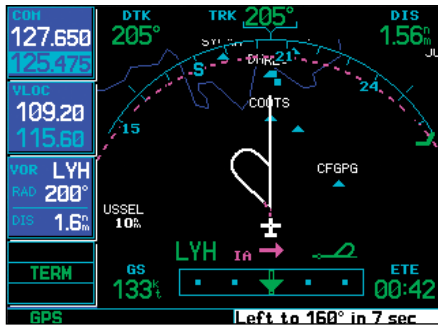 COM
127.650
125.475
VLOC
109.20
115.60
VOR LYH
RAD 200°
DIS 1.6nm
TERM
GPS
DTK
205°
TRK 205°
DIS
1.56nm
S
21
24
15
COOTS
CFGPG
USSEL
10nm
LYH IA
GS
133kt
ETE
00:42
Left to 160° in 7 sec